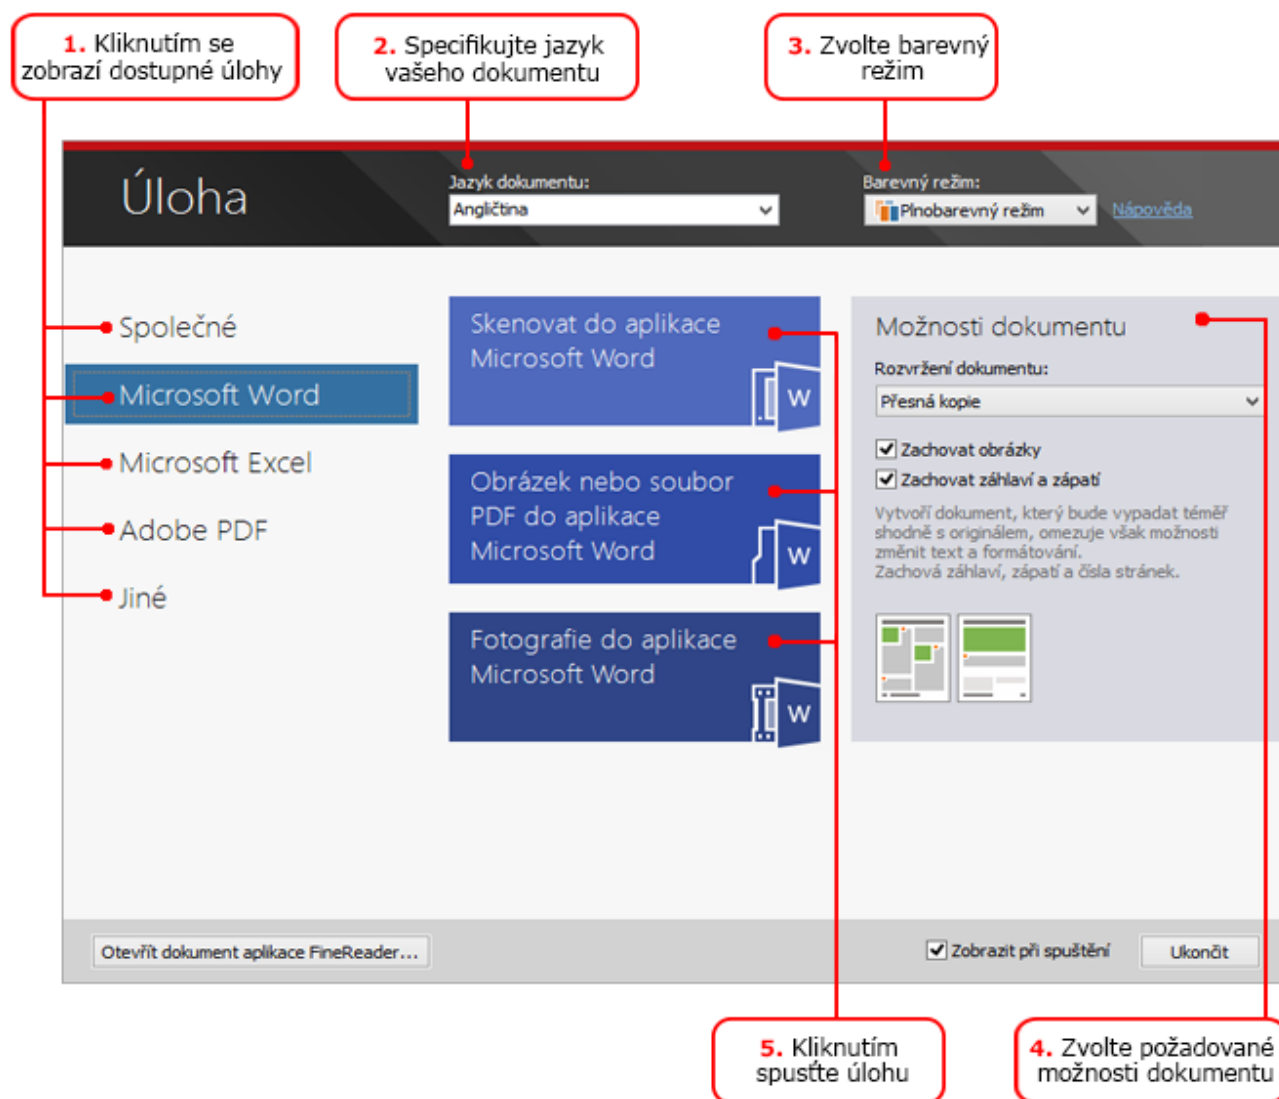 1. Kliknutím se
zobrazí dostupné úlohy
2. Specifikujte jazyk
vašeho dokumentu
3. Zvolte barevný
režim
Úloha
Jazyk dokumentu:
Angličtina
Barevný režim:
Plnobarevný režim
Nápověda
Společné
Microsoft Word
Microsoft Excel
Adobe PDF
Jiné
Skenovat do aplikace
Microsoft Word
W
Obrázek nebo soubor
PDF do aplikace
Microsoft Word
W
Fotografie do aplikace
Microsoft Word
W
Možnosti dokumentu
Rozvržení dokumentu:
Přesná kopie
Zachovat obrázky
Zachovat záhlaví a zápatí
Vytvoří dokument, který bude vypadat téměř
shodně s originálem, omezuje však možnosti
změnit text a formátování.
Zachová záhlaví, zápatí a čísla stránek.
Otevřít dokument aplikace FineReader...
Zobrazit při spuštění
Ukončit
5. Kliknutím
spusťte úlohu
4. Zvolte požadované
možnosti dokumentu